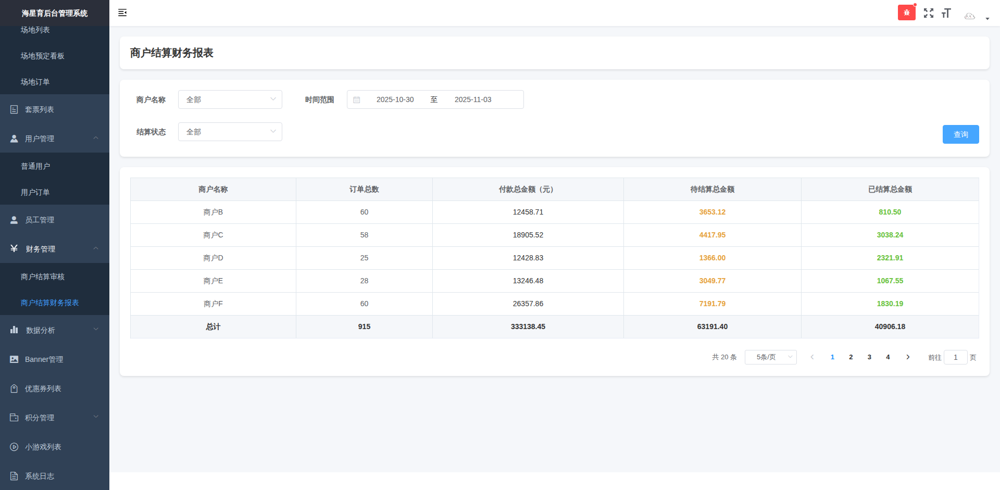 海星育后台管理系统
场地列表
场地预定看板
场地订单
套票列表
用户管理
普通用户
用户订单
员工管理
财务管理
商户结算审核
商户结算财务报表
数据分析
Banner管理
优惠券列表
积分管理
小游戏列表
系统日志
商户结算财务报表
商户名称 全部 时间范围 2025-10-30 至 2025-11-03
结算状态 全部 查询
商户名称 订单总数 付款总金额（元） 待结算总金额 已结算总金额
商户B 60 12458.71 3653.12 810.50
商户C 58 18905.52 4417.95 3038.24
商户D 25 12428.83 1366.00 2321.91
商户E 28 13246.48 3049.77 1067.55
商户F 60 26357.86 7191.79 1830.19
总计 915 333138.45 63191.40 40906.18
共 20 条 5条/页 1 2 3 4 前往 1 页